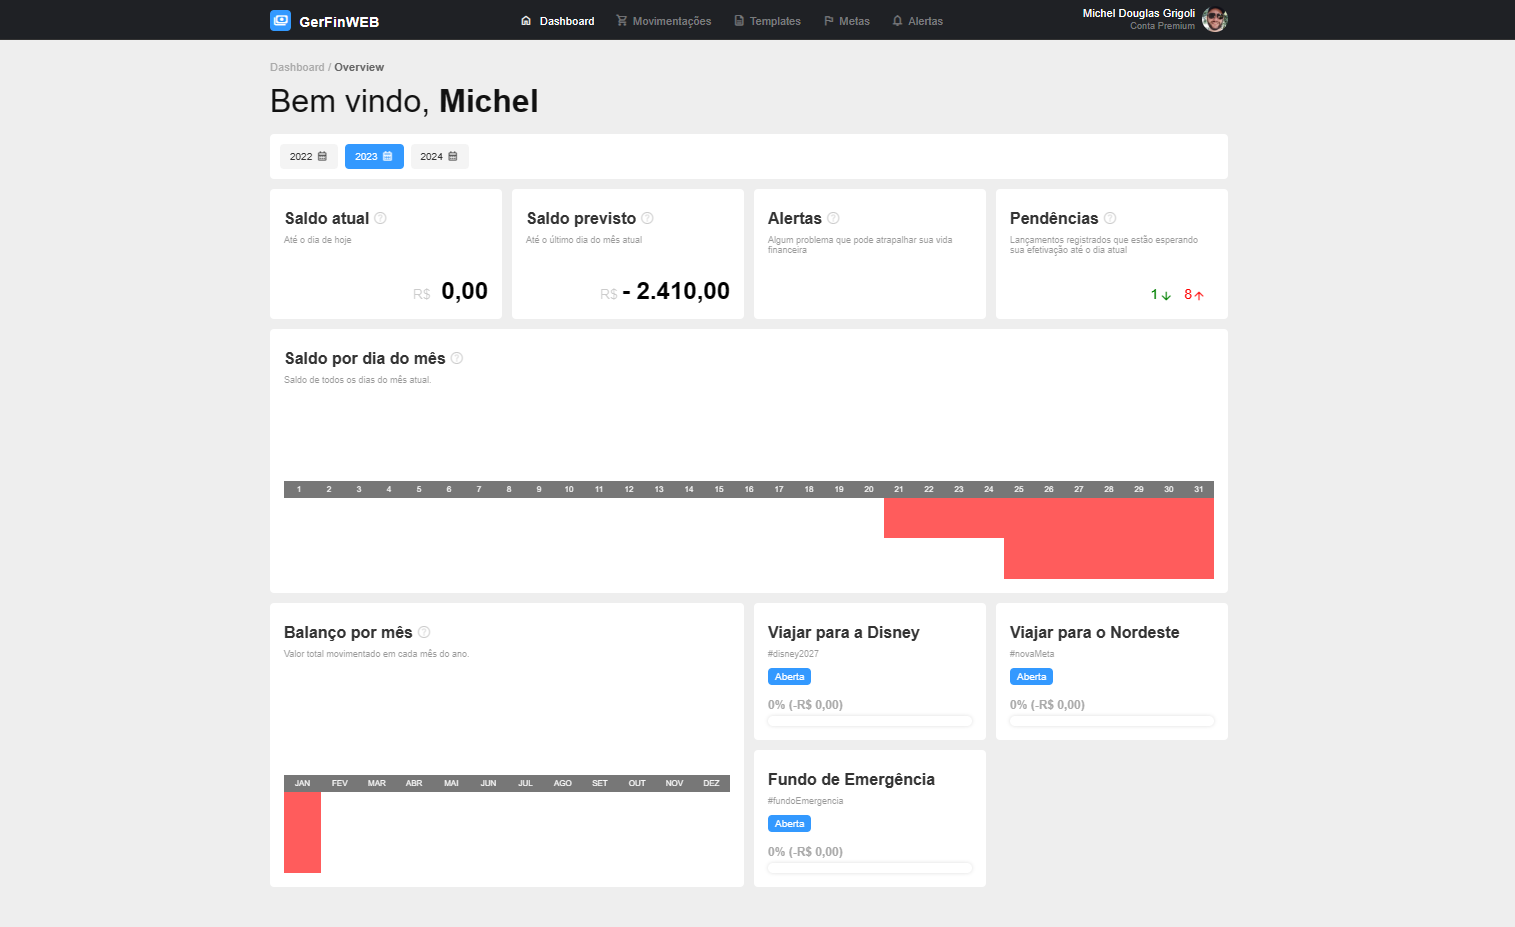 GerFinWEB
Dashboard Movimentações Templates Metas Alertas
Michel Douglas Grigoli
Conta Premium
Dashboard / Overview
Bem vindo, Michel
2022 2023 2024
Saldo atual
Até o dia de hoje
R$ 0,00
Saldo previsto
Até o último dia do mês atual
R$ - 2.410,00
Alertas
Algum problema que pode atrapalhar sua vida
financeira
Pendências
Lançamentos registrados que estão esperando
sua efetivação até o dia atual
1 8
Saldo por dia do mês
Saldo de todos os dias do mês atual.
1 2 3 4 5 6 7 8 9 10 11 12 13 14 15 16 17 18 19 20 21 22 23 24 25 26 27 28 29 30 31
Balanço por mês
Valor total movimentado em cada mês do ano.
JAN FEV MAR ABR MAI JUN JUL AGO SET OUT NOV DEZ
Viajar para a Disney
#disney2027
Aberta
0% (-R$ 0,00)
Viajar para o Nordeste
#novaMeta
Aberta
0% (-R$ 0,00)
Fundo de Emergência
#fundoEmergencia
Aberta
0% (-R$ 0,00)